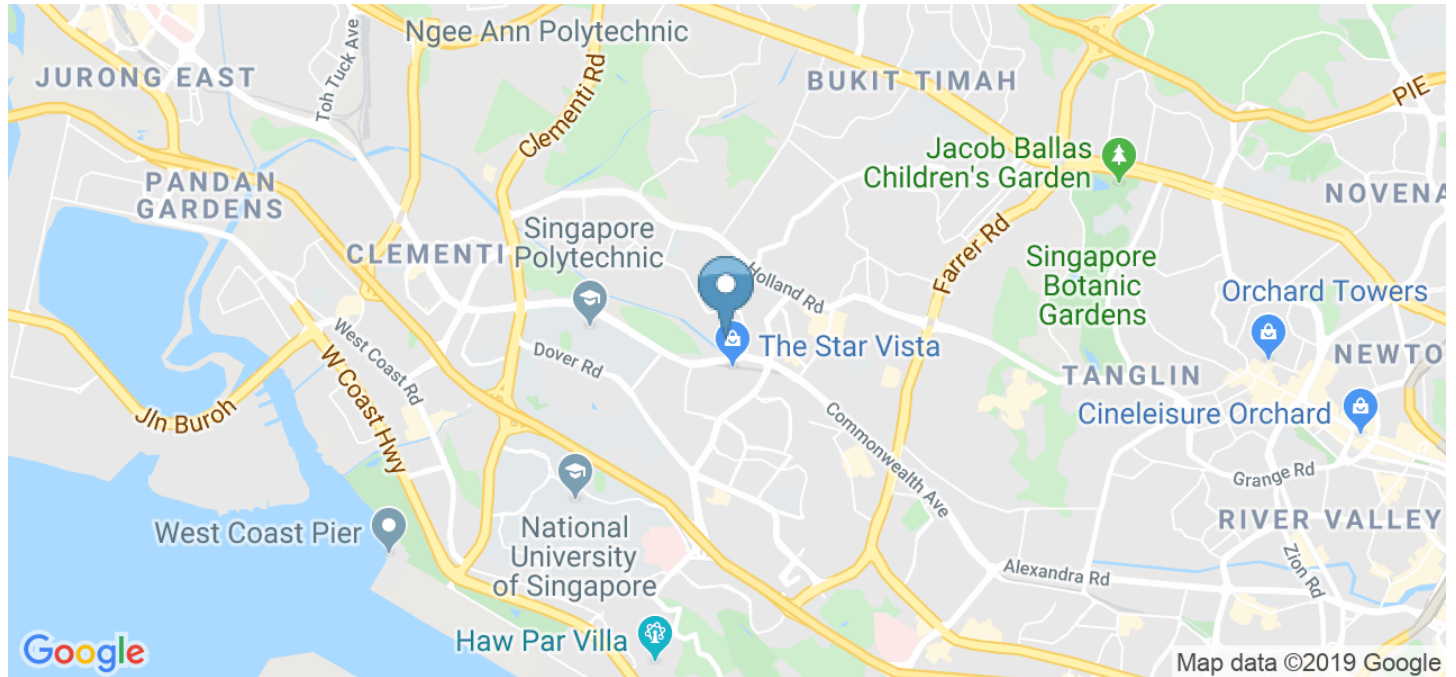 Ngee Ann Polytechnic
Toh Tuck Ave
JURONG EAST
Clementi Rd
BUKIT TIMAH
PIE
Jacob Ballas
Children's Garden
PANDAN
GARDENS
NOVENA
Singapore
Polytechnic
CLEMENTI
Holland Rd
Farrer Rd
Singapore
Botanic
Gardens
Orchard Towers
West Coast Rd
Dover Rd
The Star Vista
NEWTO
TANGLIN
W Coast Hwy
Jln Buroh
Cineleisure Orchard
Commonwealth Ave
Grange Rd
West Coast Pier
National
University
of Singapore
RIVER VALLEY
Zion Rd
Alexandra Rd
Haw Par Villa
Google
Map data ©2019 Google